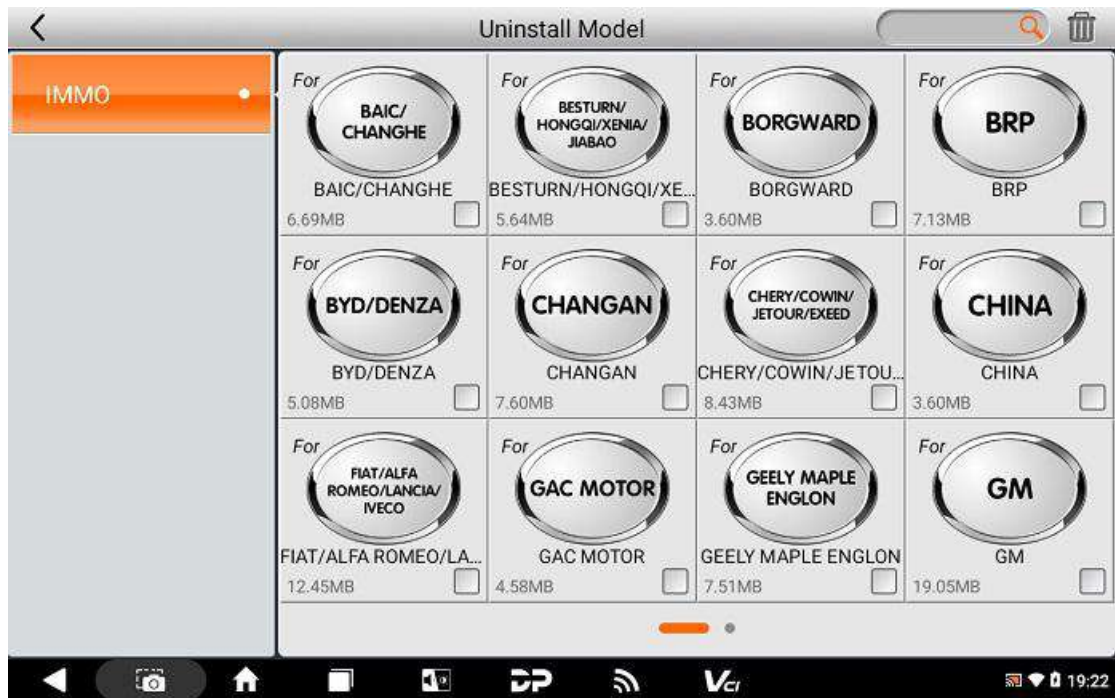 Uninstall Model
IMMO
For
BAIC/
CHANGHE
BAIC/CHANGHE
6.69MB
For
BESTURN/
HONGQI/XENIA/
JIABAO
BESTURN/HONGQI/XE...
5.64MB
For
BORGWARD
BORGWARD
3.60MB
For
BRP
BRP
7.13MB
For
BYD/DENZA
BYD/DENZA
5.08MB
For
CHANGAN
CHANGAN
7.60MB
For
CHERY/COWIN/
JETOUR/EXEED
CHERY/COWIN/JETOU...
8.43MB
For
CHINA
CHINA
3.60MB
For
FIAT/ALFA
ROMEO/LANCIA/
IVECO
FIAT/ALFA ROMEO/LA...
12.45MB
For
GAC MOTOR
GAC MOTOR
4.58MB
For
GEELY MAPLE
ENGLON
GEELY MAPLE ENGLON
7.51MB
For
GM
GM
19.05MB
DP
VCI
19:22